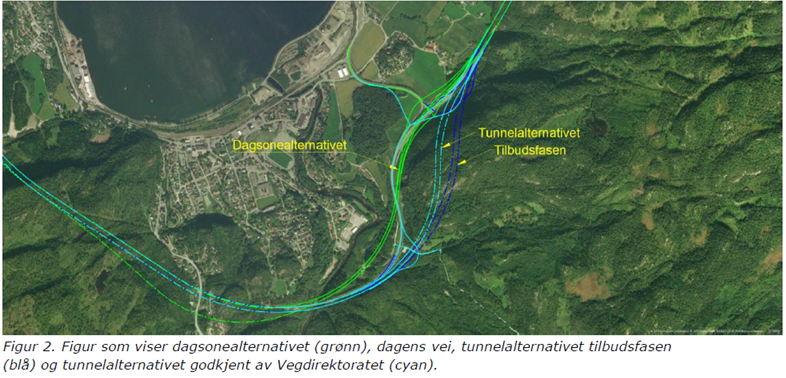 Tunnelalternativet
Dagsonealternativet
Tilbudsfasen
Figur 2. Figur som viser dagsonealternativet (grønn), dagens vei, tunnelalternativet tilbudsfasen
(blå) og tunnelalternativet godkjent av Vegdirektoratet (cyan).